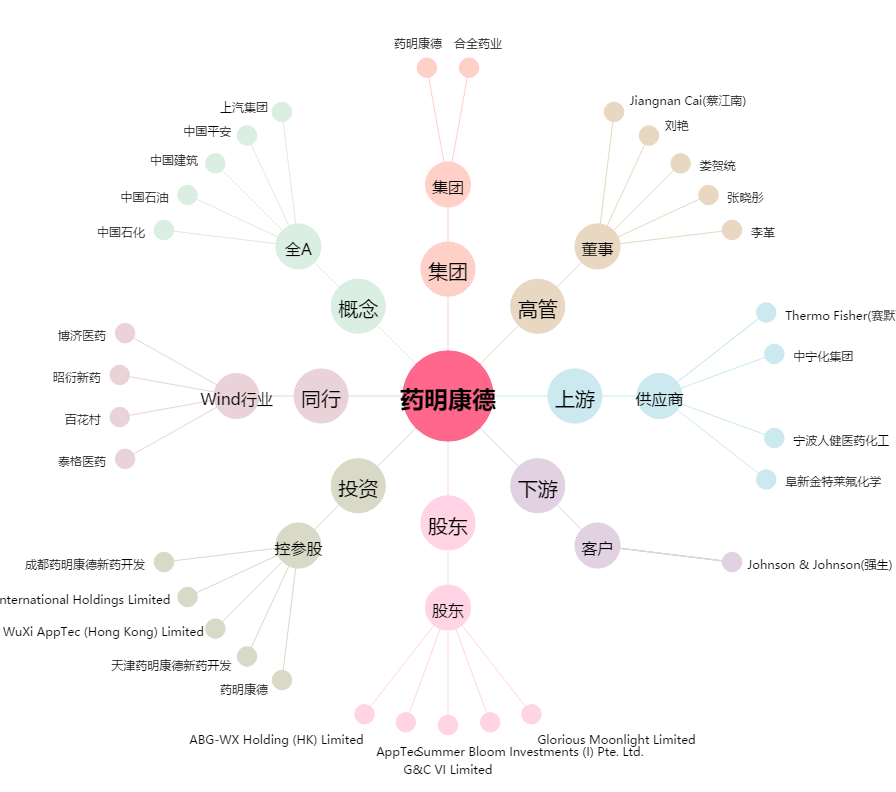 药明康德
合全药业
集团
集团
Jiangnan Cai(蔡江南)
刘艳
娄贺统
张晓彤
李革
董事
高管
上汽集团
中国平安
中国建筑
中国石油
中国石化
全A
概念
博济医药
昭衍新药
百花村
泰格医药
Wind行业
同行
药明康德
上游
供应商
Thermo Fisher(赛默
中宁化集团
宁波人健医药化工
阜新金特莱氟化学
投资
控参股
成都药明康德新药开发
nternational Holdings Limited
WuXi AppTec (Hong Kong) Limited
天津药明康德新药开发
药明康德
下游
客户
Johnson & Johnson(强生)
股东
股东
ABG-WX Holding (HK) Limited
AppTec
G&C VI Limited
Summer Bloom Investments (I) Pte. Ltd.
Glorious Moonlight Limited